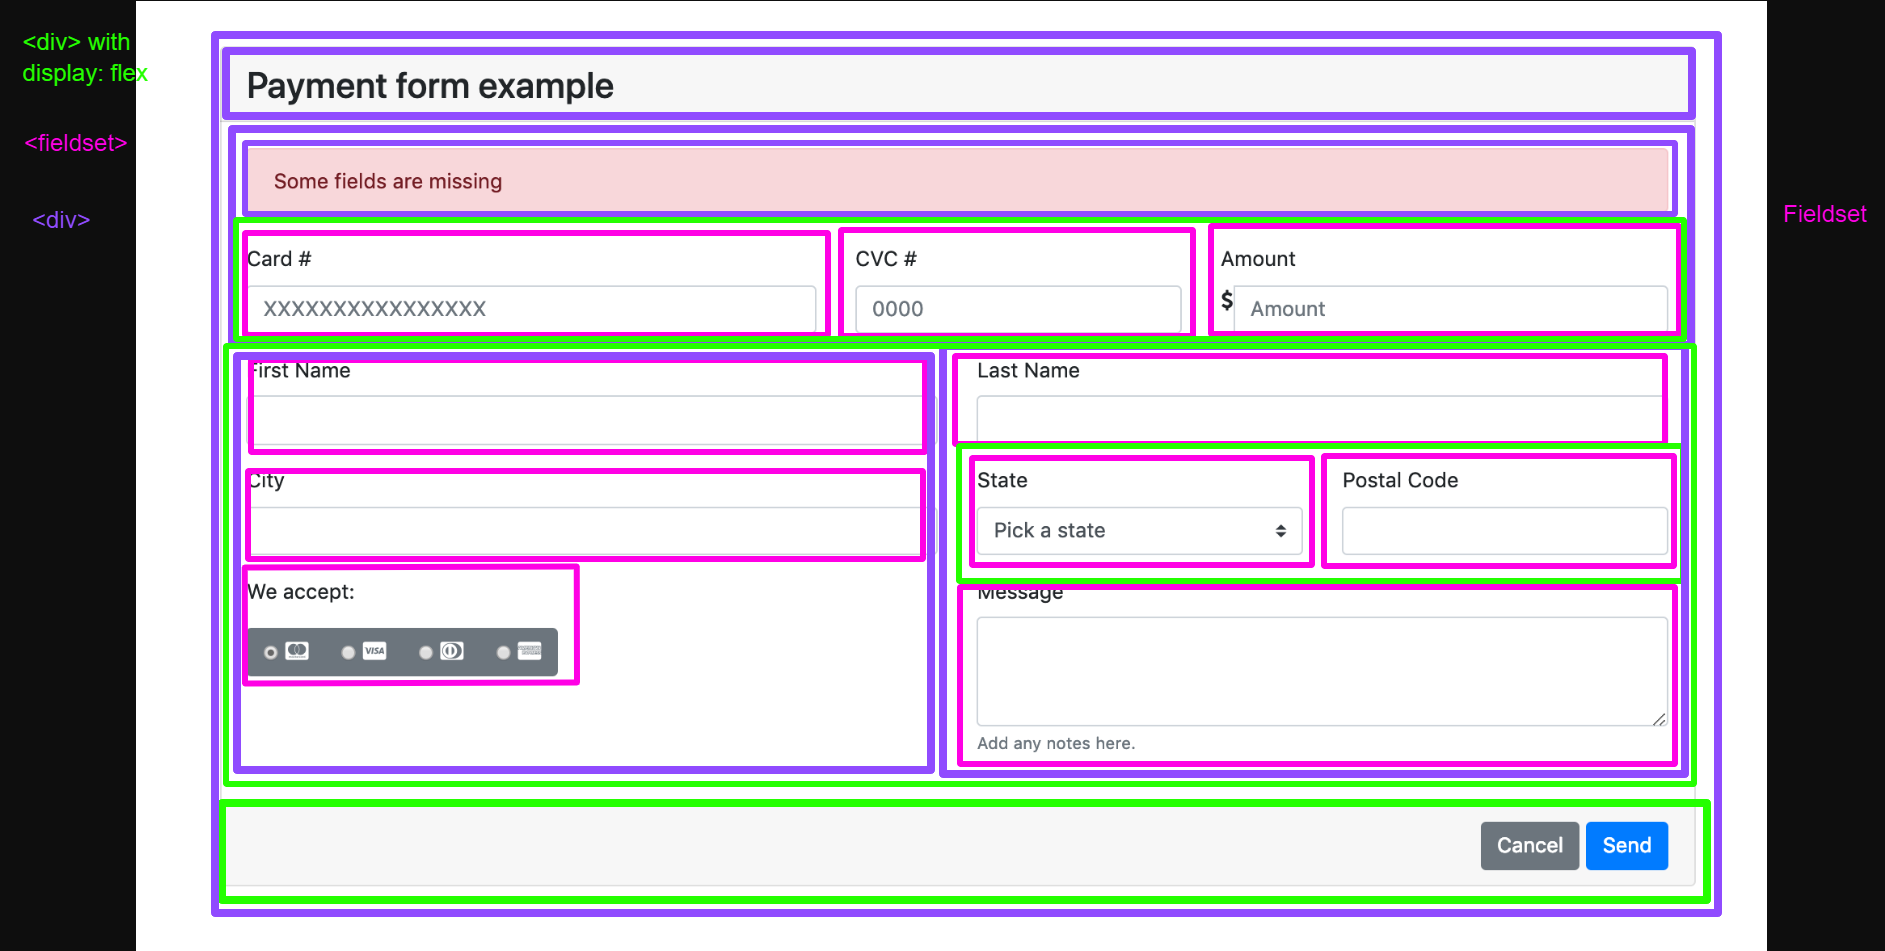 <div> with
display: flex
<fieldset>
<div>
Fieldset
Payment form example
Some fields are missing
Card #
CVC #
Amount
XXXXXXXXXXXXXXXX
0000
$
Amount
First Name
Last Name
City
State
Postal Code
Pick a state
We accept:
Message
VISA
Add any notes here.
Cancel
Send